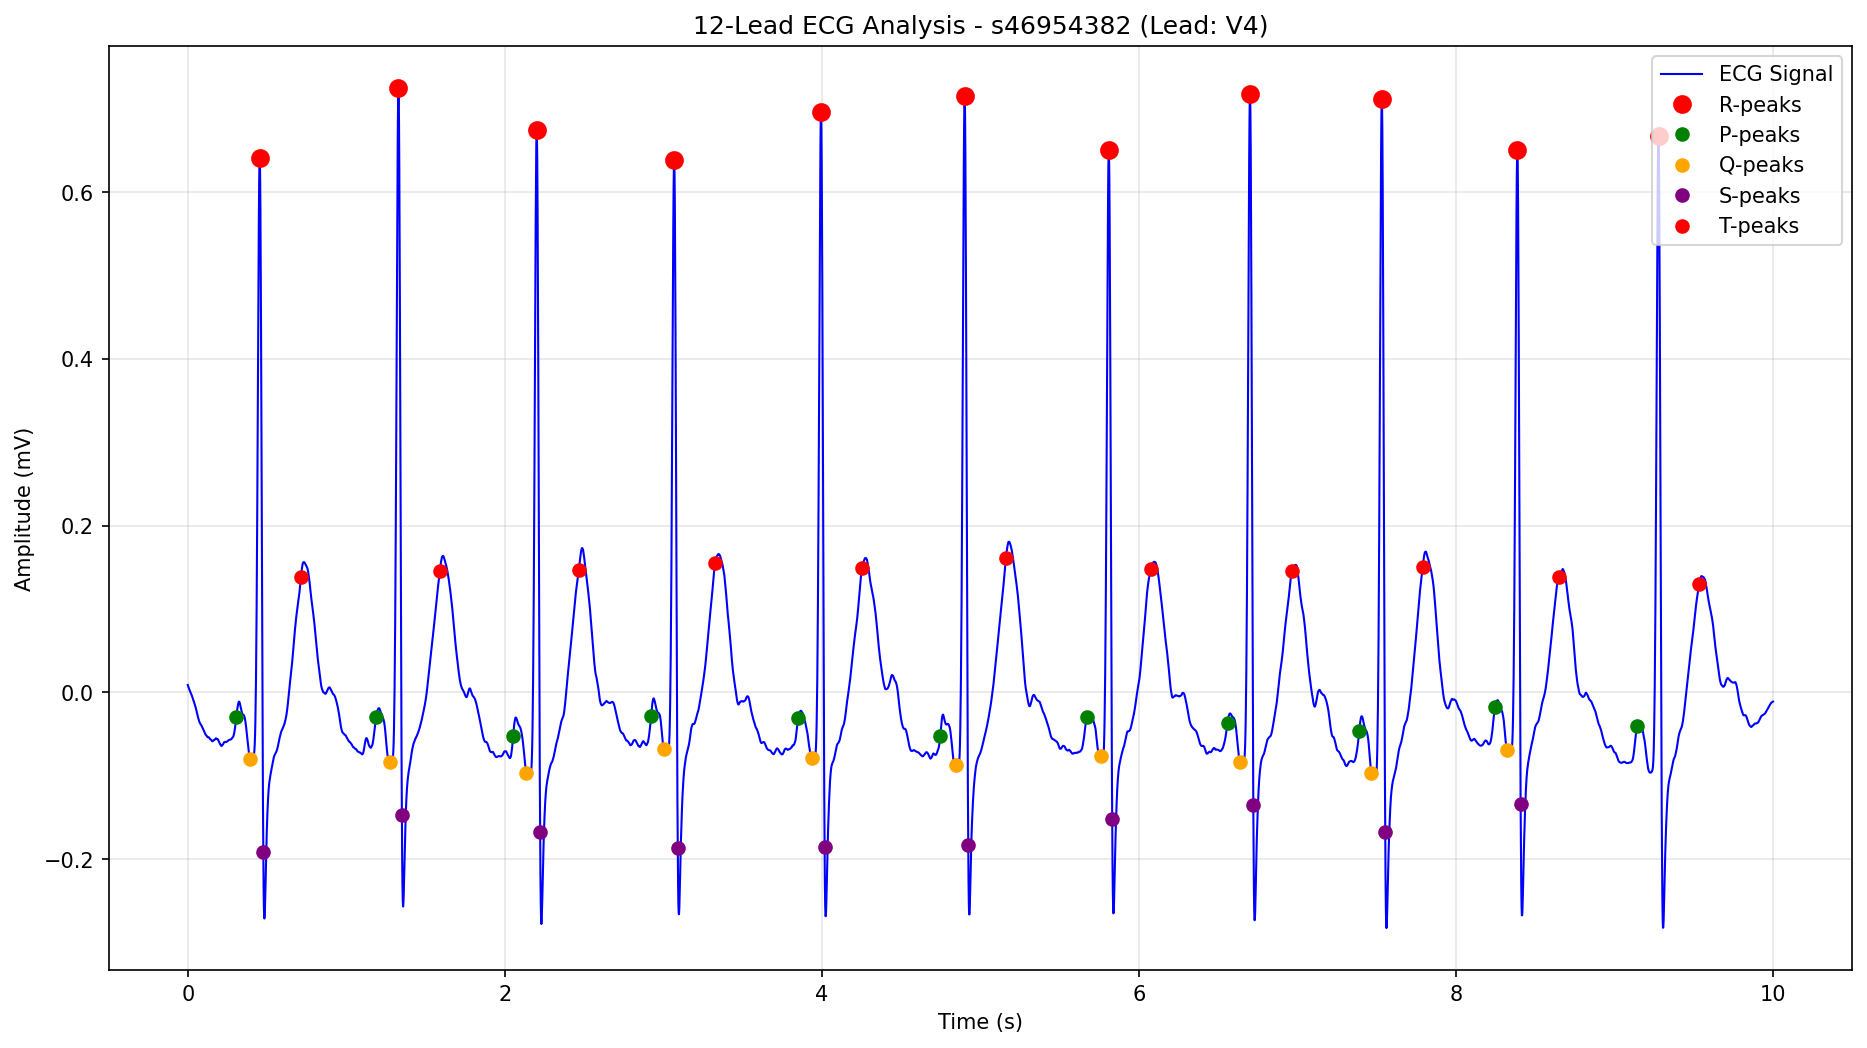 12-Lead ECG Analysis - s46954382 (Lead: V4)
ECG Signal
R-peaks
P-peaks
Q-peaks
S-peaks
T-peaks
Amplitude (mV)
0.6
0.4
0.2
0.0
−0.2
0 2 4 6 8 10
Time (s)